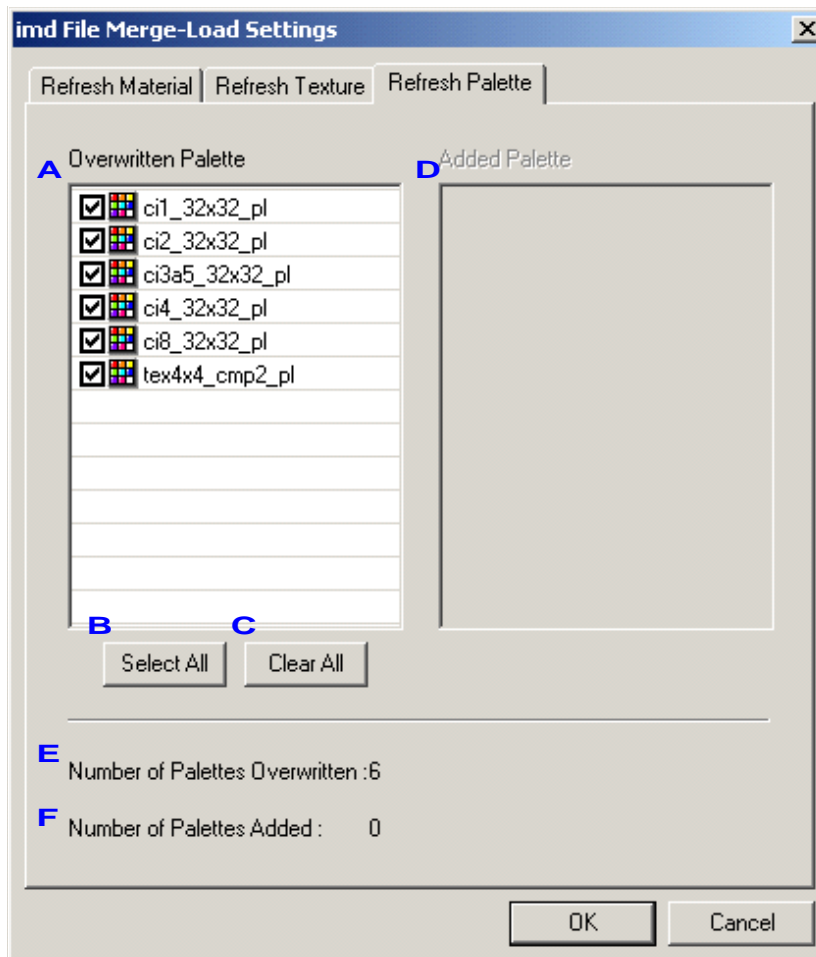 imd File Merge-Load Settings
Refresh Material
Refresh Texture
Refresh Palette
A
Overwritten Palette
D
Added Palette
ci1_32x32_pl
ci2_32x32_pl
ci3a5_32x32_pl
ci4_32x32_pl
ci8_32x32_pl
tex4x4_cmp2_pl
B
C
Select All
Clear All
E
Number of Palettes Overwritten :6
F
Number of Palettes Added : 0
OK
Cancel